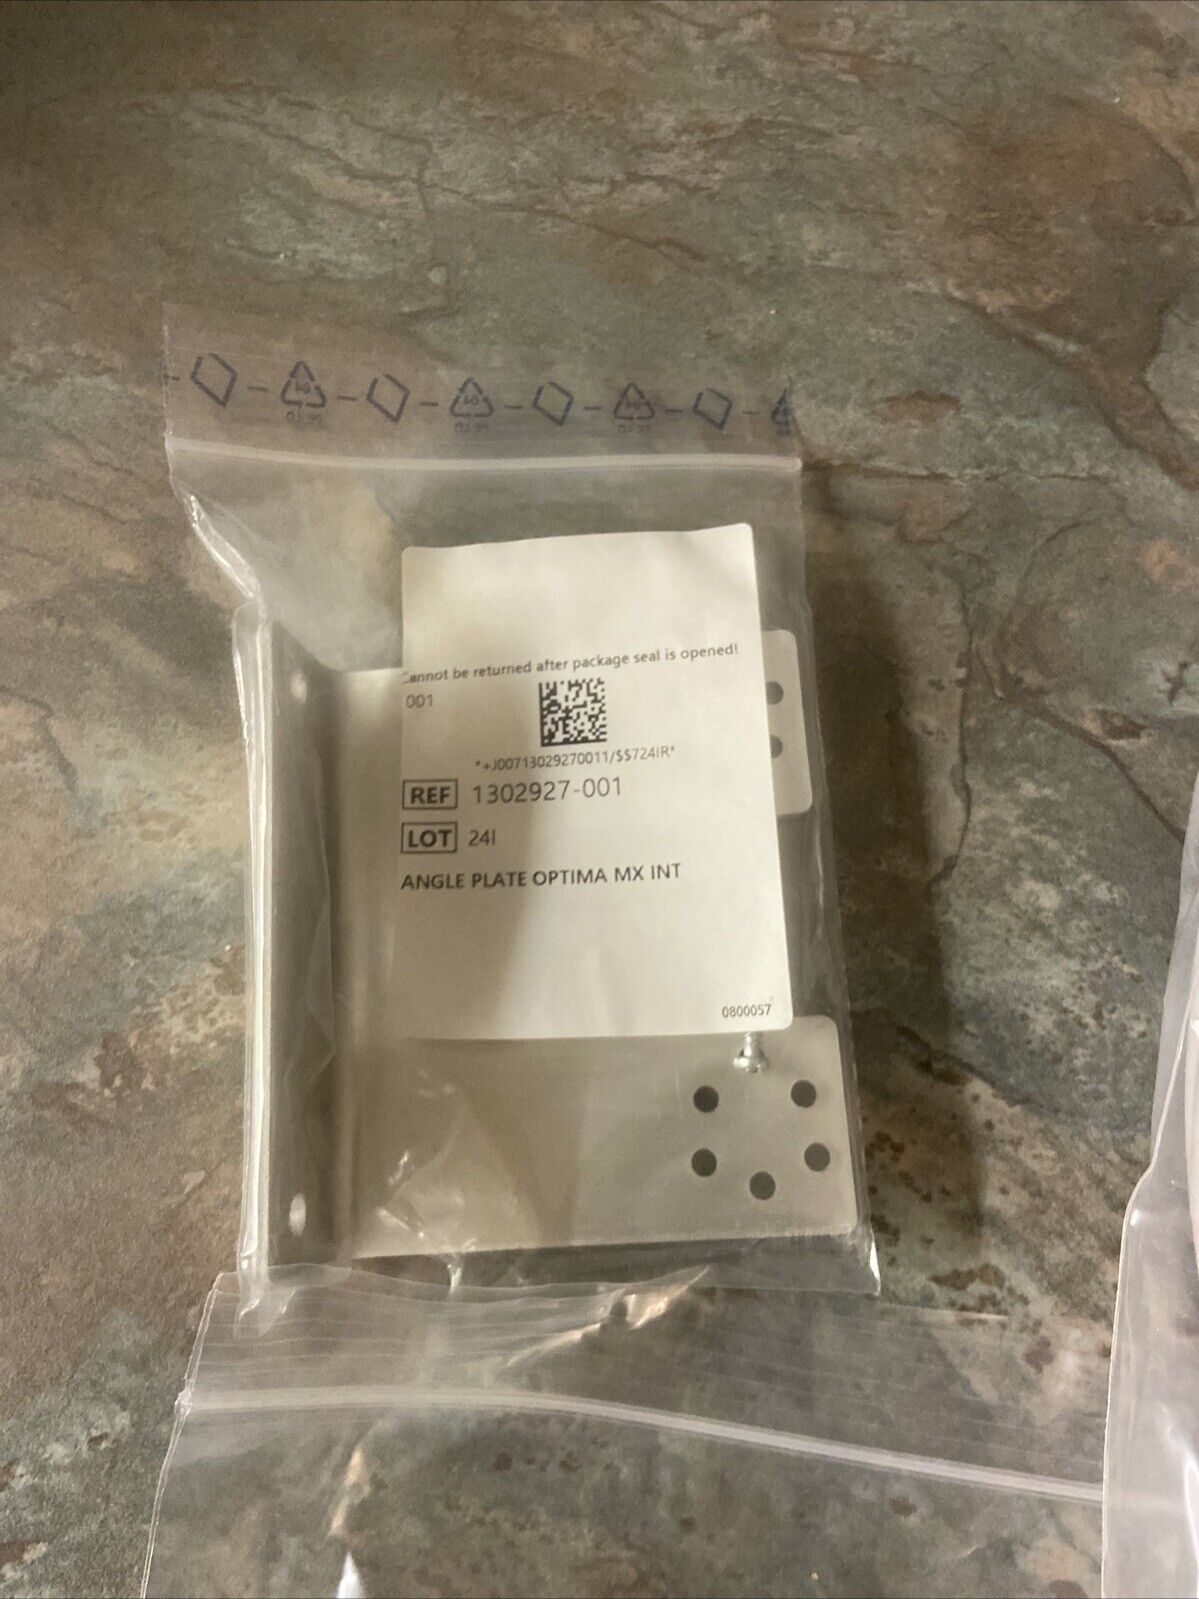 annot be returned after package seal is opened!
001
*+J00713029270011/$$724IR*
REF 1302927-001
LOT 24I
ANGLE PLATE OPTIMA MX INT
0800057